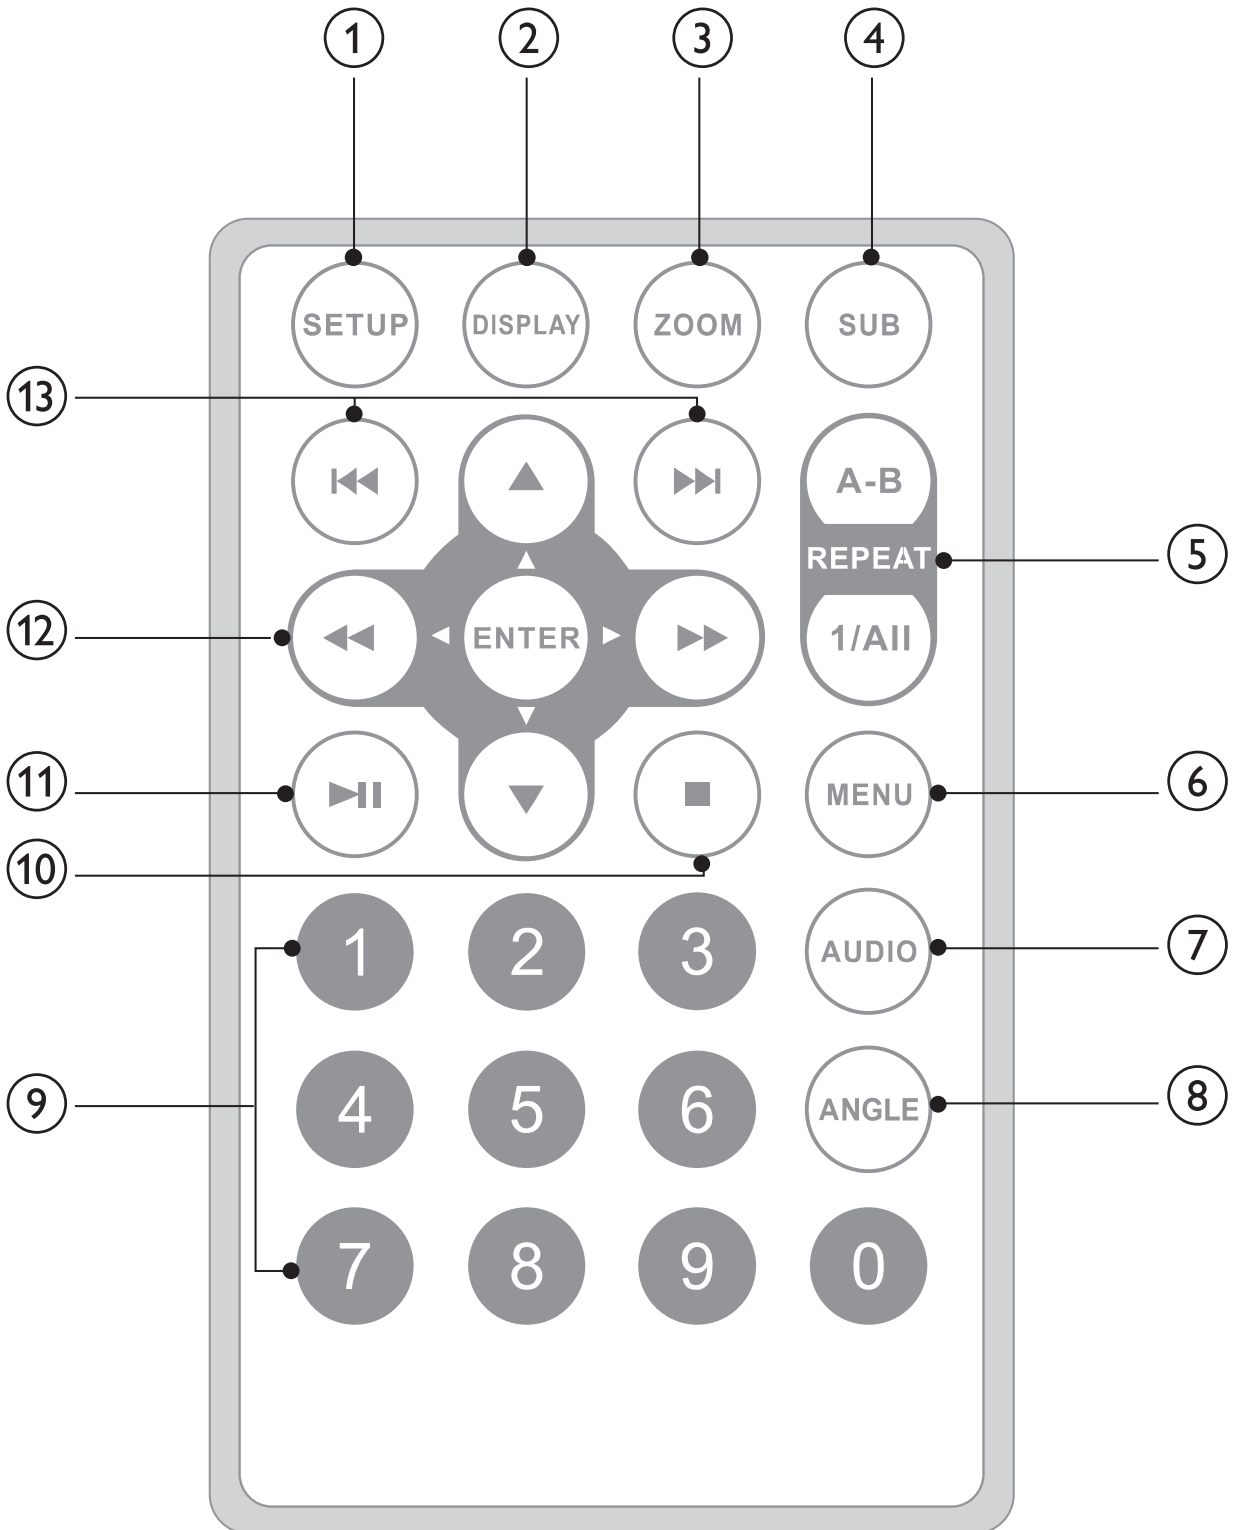 1 2 3 4
SETUP DISPLAY ZOOM SUB
13
A-B
REPEAT 5
12 ENTER 1/All
11 MENU 6
10
1 2 3 AUDIO 7
9 4 5 6 ANGLE 8
7 8 9 0